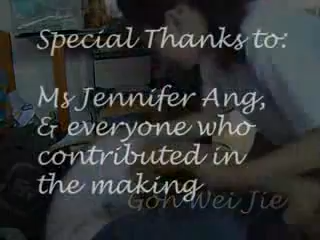 Special Thanks to:
Ms Jennifer Ang,
& everyone who
contributed in
the making
Goh Wei Jie